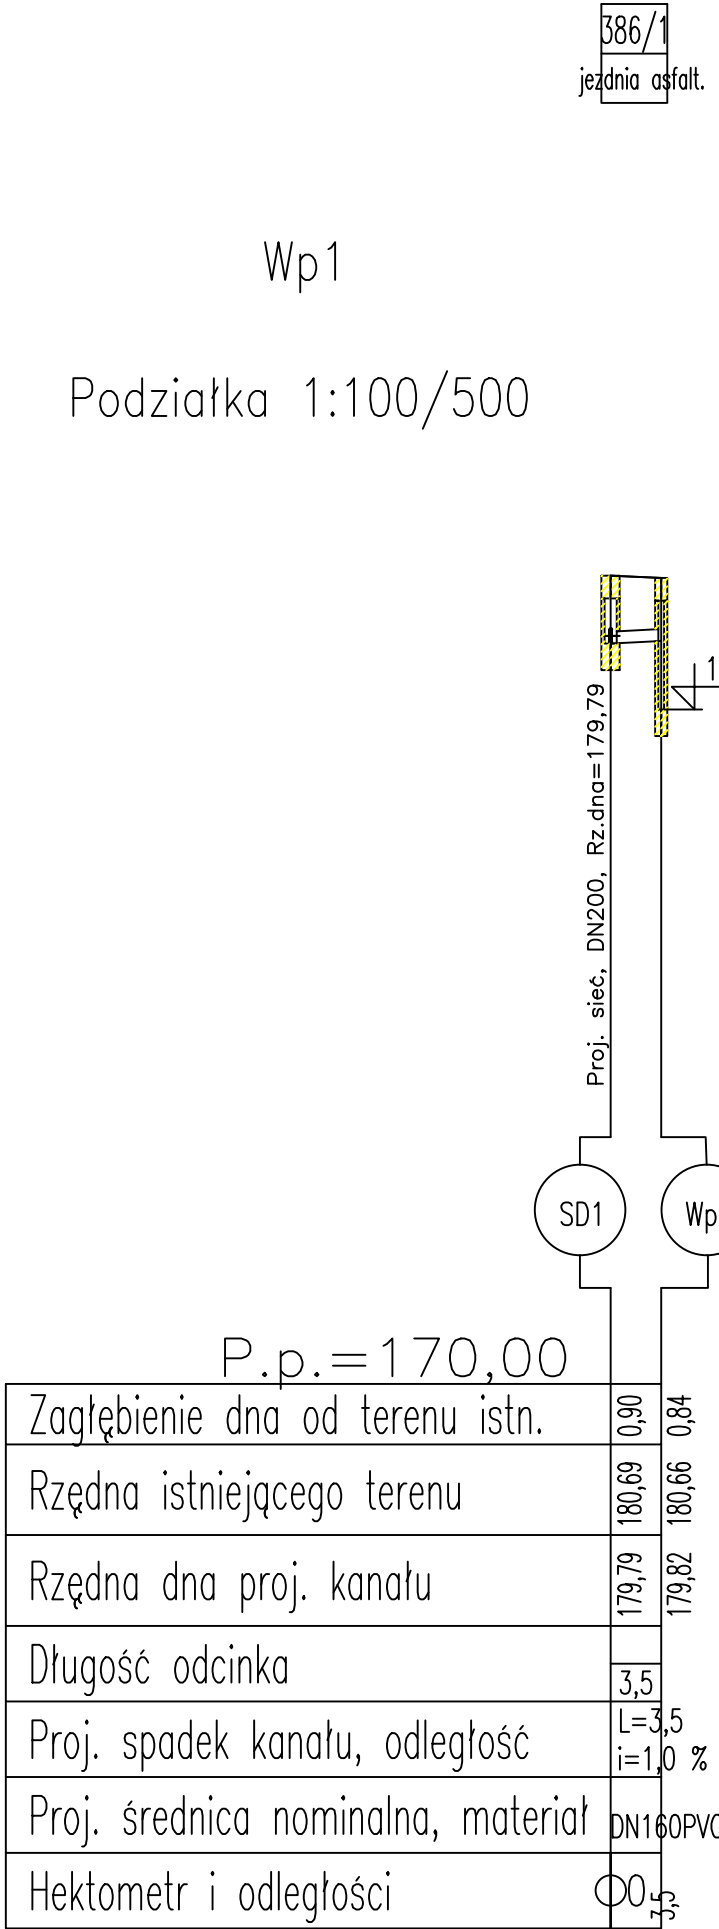 386/1
jezdnia asfalt.
Wp1
Podziałka 1:100/500
1
Proj. sieć, DN200, Rz.dna=179,79
SD1
Wp
P.p.=170,00
Zagłębienie dna od terenu istn. 0,90 0,84
Rzędna istniejącego terenu 180,69 180,66
Rzędna dna proj. kanału 179,79 179,82
Długość odcinka 3,5
Proj. spadek kanału, odległość L=3,5
i=1,0 %
Proj. średnica nominalna, materiał DN160PVC
Hektometr i odległości 0 3,5